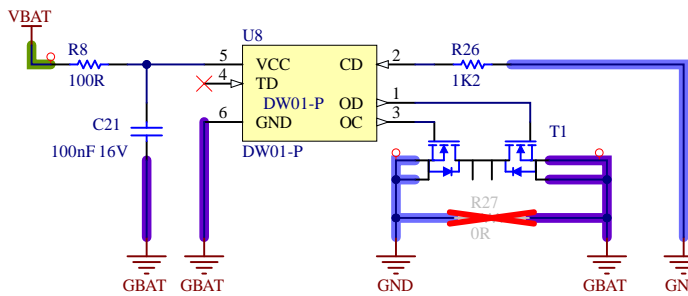 VBAT
R8
100R
C21
100nF 16V
GBAT
U8
5
VCC
4
TD
DW01-P
6
GND
DW01-P
GBAT
CD
2
OD
1
OC
3
R26
1K2
T1
R27
0R
GND
GBAT
GN